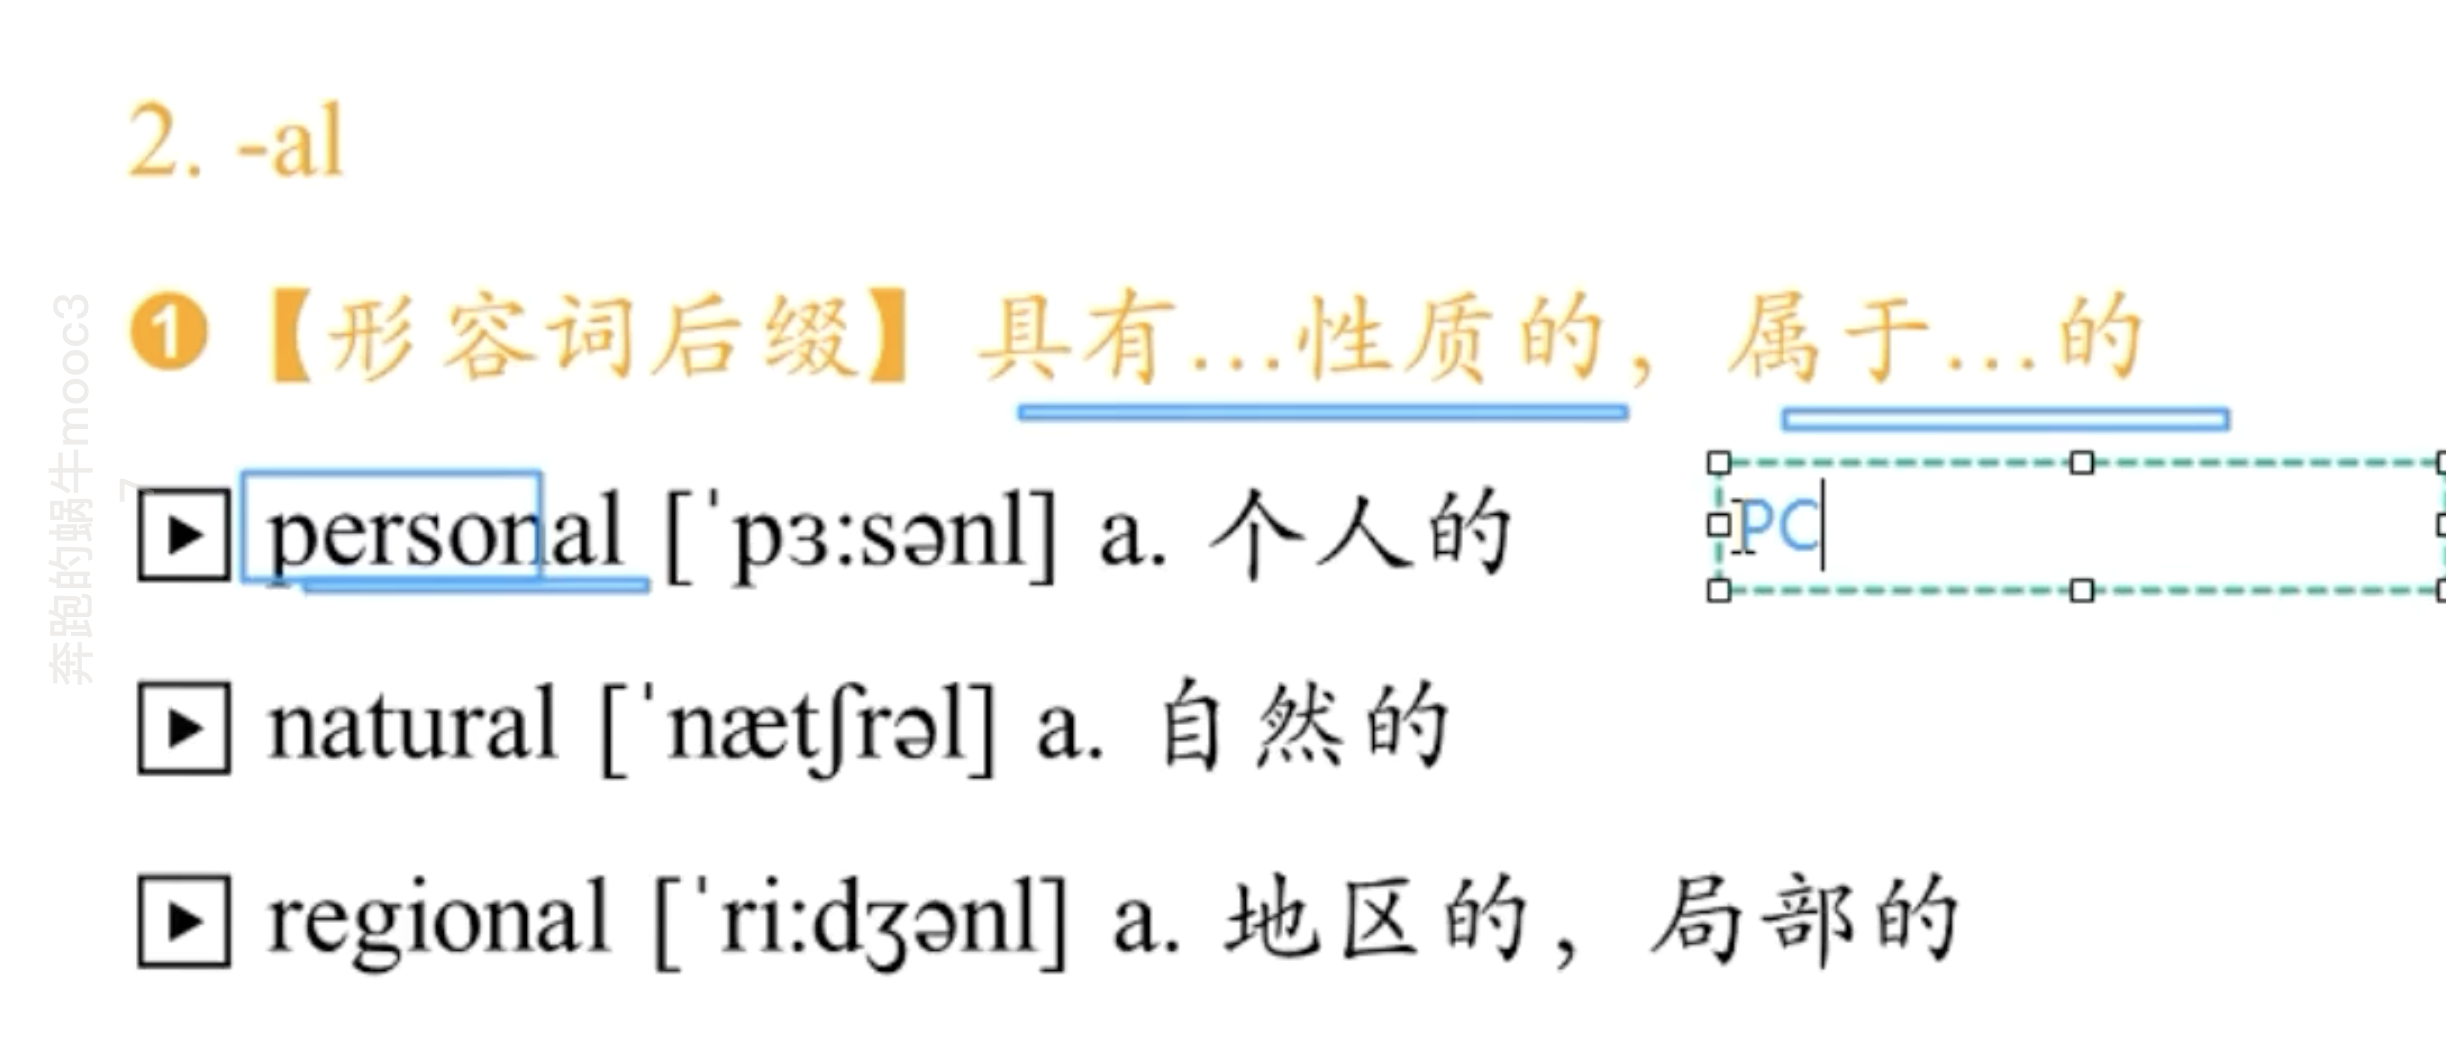 2. -al
❶【形容词后缀】具有…性质的，属于…的
personal [ˈpɜ:sənl] a. 个人的 PC
natural [ˈnætʃrəl] a. 自然的
regional [ˈri:dʒənl] a. 地区的，局部的
奔跑的蜗牛mooc3
7